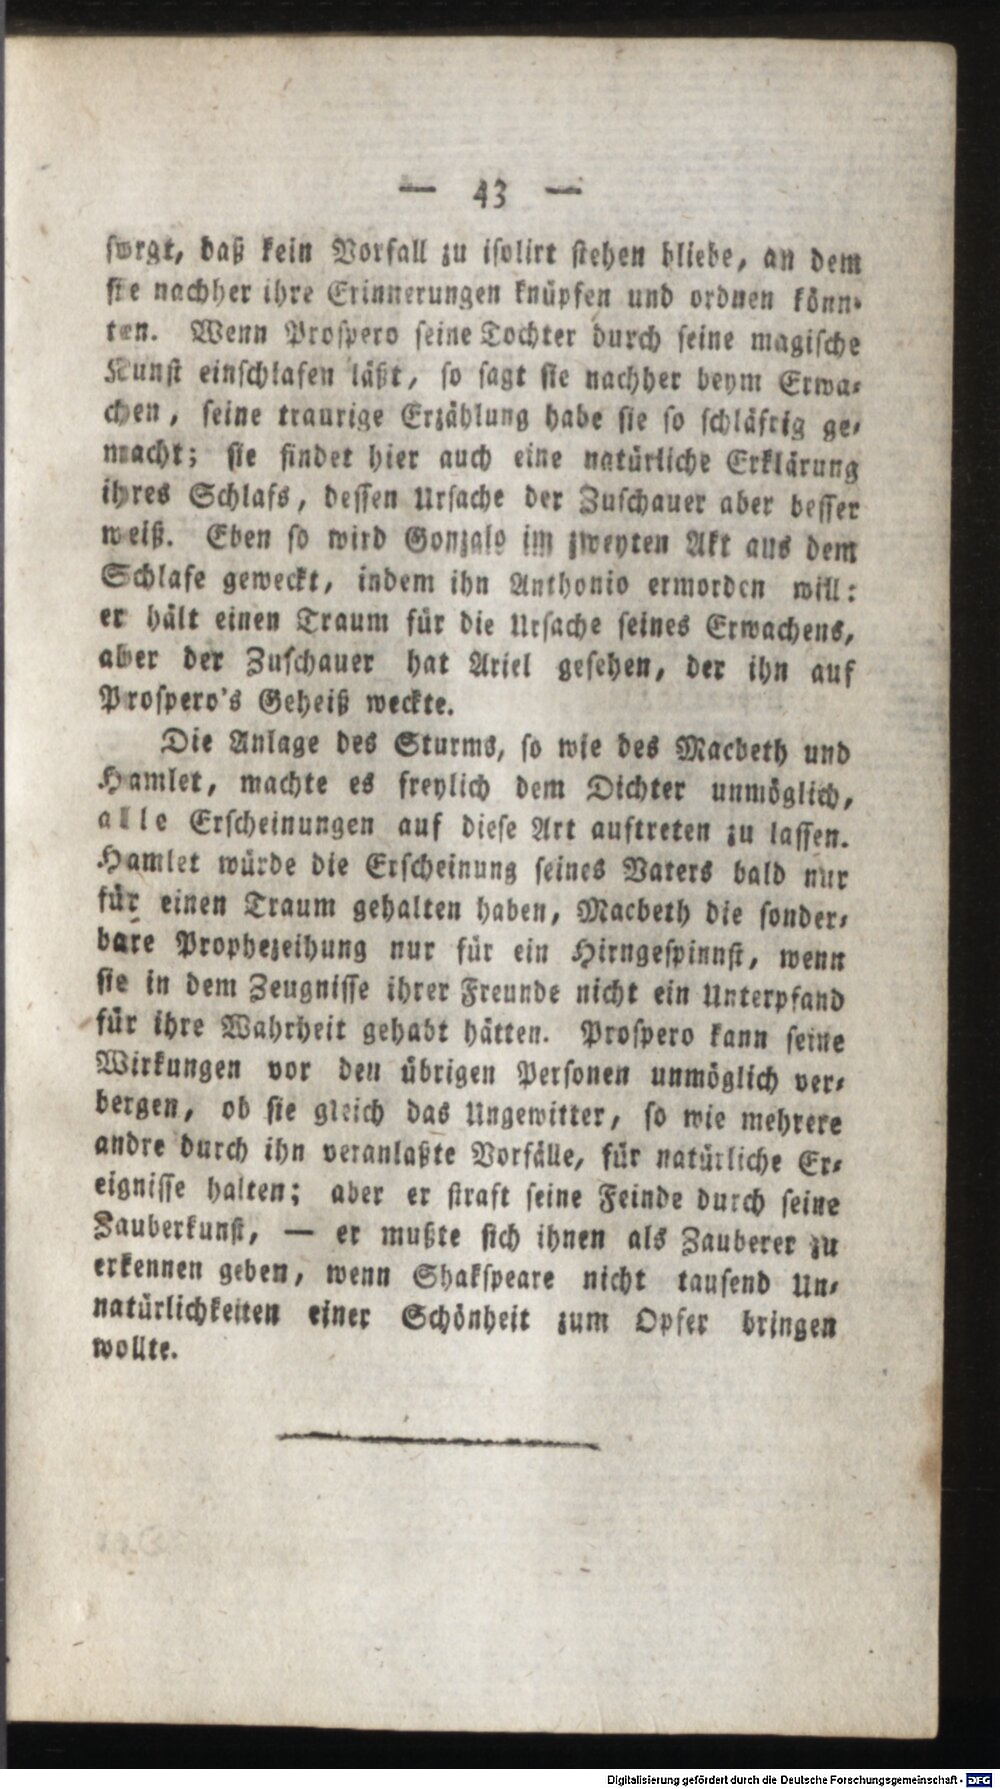 — 43 —
sorgt, daß kein Vorfall zu isolirt stehen bliebe, an dem
sie nachher ihre Erinnerungen knüpfen und ordnen könn-
ten. Wenn Prospero seine Tochter durch seine magische
Kunst einschlafen läßt, so sagt sie nachher beym Erwa-
chen, seine traurige Erzählung habe sie so schläfrig ge-
macht; sie findet hier auch eine natürliche Erklärung
ihres Schlafs, dessen Ursache der Zuschauer aber besser
weiß. Eben so wird Gonzalo im zweyten Akt aus dem
Schlafe geweckt, indem ihn Anthonio ermorden will:
er hält einen Traum für die Ursache seines Erwachens,
aber der Zuschauer hat Ariel gesehen, der ihn auf
Prospero's Geheiß weckte.
Die Anlage des Sturms, so wie des Macbeth und
Hamlet, machte es freylich dem Dichter unmöglich,
alle Erscheinungen auf diese Art auftreten zu lassen.
Hamlet würde die Erscheinung seines Vaters bald nur
für einen Traum gehalten haben, Macbeth die sonder-
bare Prophezeihung nur für ein Hirngespinnst, wenn
sie in dem Zeugnisse ihrer Freunde nicht ein Unterpfand
für ihre Wahrheit gehabt hätten. Prospero kann seine
Wirkungen vor den übrigen Personen unmöglich ver-
bergen, ob sie gleich das Ungewitter, so wie mehrere
andre durch ihn veranlaßte Vorfälle, für natürliche Er-
eignisse halten; aber er straft seine Feinde durch seine
Zauberkunst, — er mußte sich ihnen als Zauberer zu
erkennen geben, wenn Shakspeare nicht tausend Un-
natürlichkeiten einer Schönheit zum Opfer bringen
wollte.
Digitalisierung gefördert durch die Deutsche Forschungsgemeinschaft - DFG